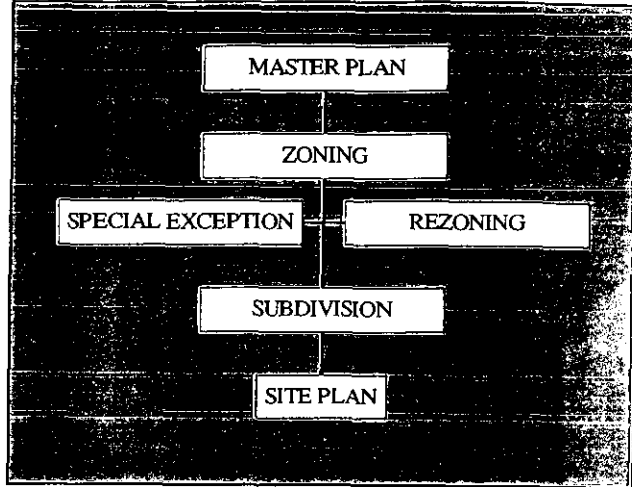 MASTER PLAN
ZONING
SPECIAL EXCEPTION
REZONING
SUBDIVISION
SITE PLAN